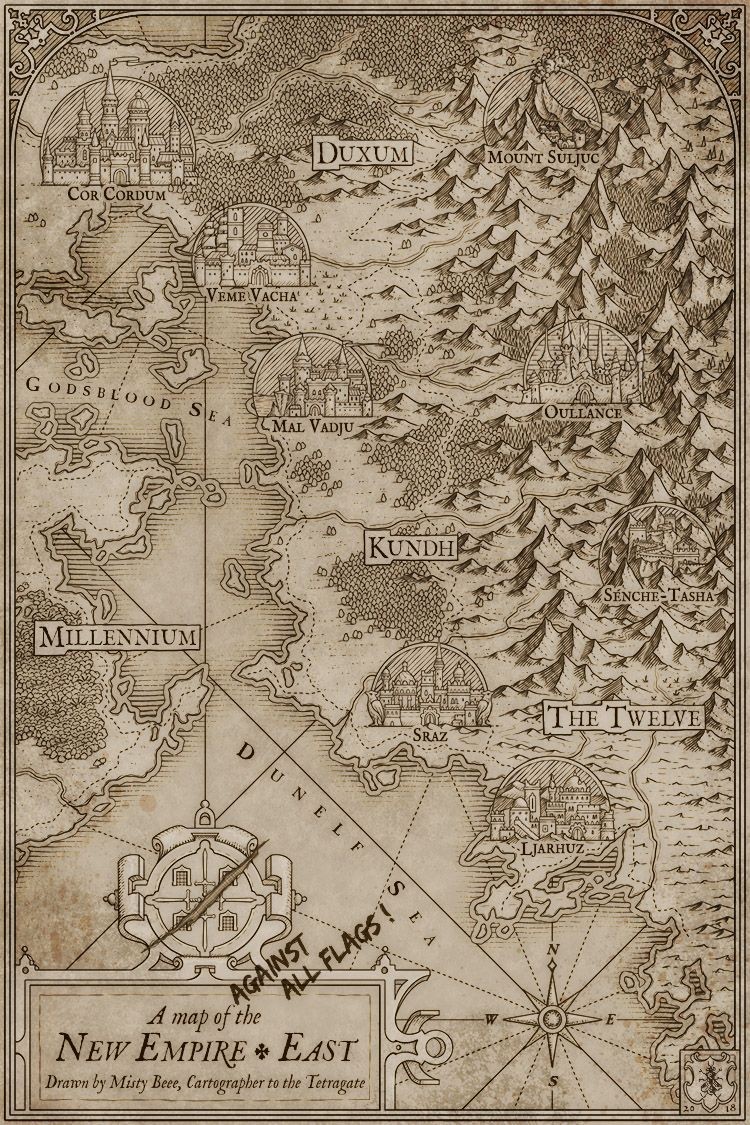 Duxum
Mount Suljuc
Cor Cordum
Veme Vacha
Godsblood Sea
Mal Vadju
Oullance
Kundh
Senche-Tasha
Millennium
The Twelve
Sraz
Dunelf Sea
Ljarhuz
AGAINST
ALL FLAGS!
N
W E
S
A map of the
New Empire ✤ East
Drawn by Misty Beee, Cartographer to the Tetragate
20 18